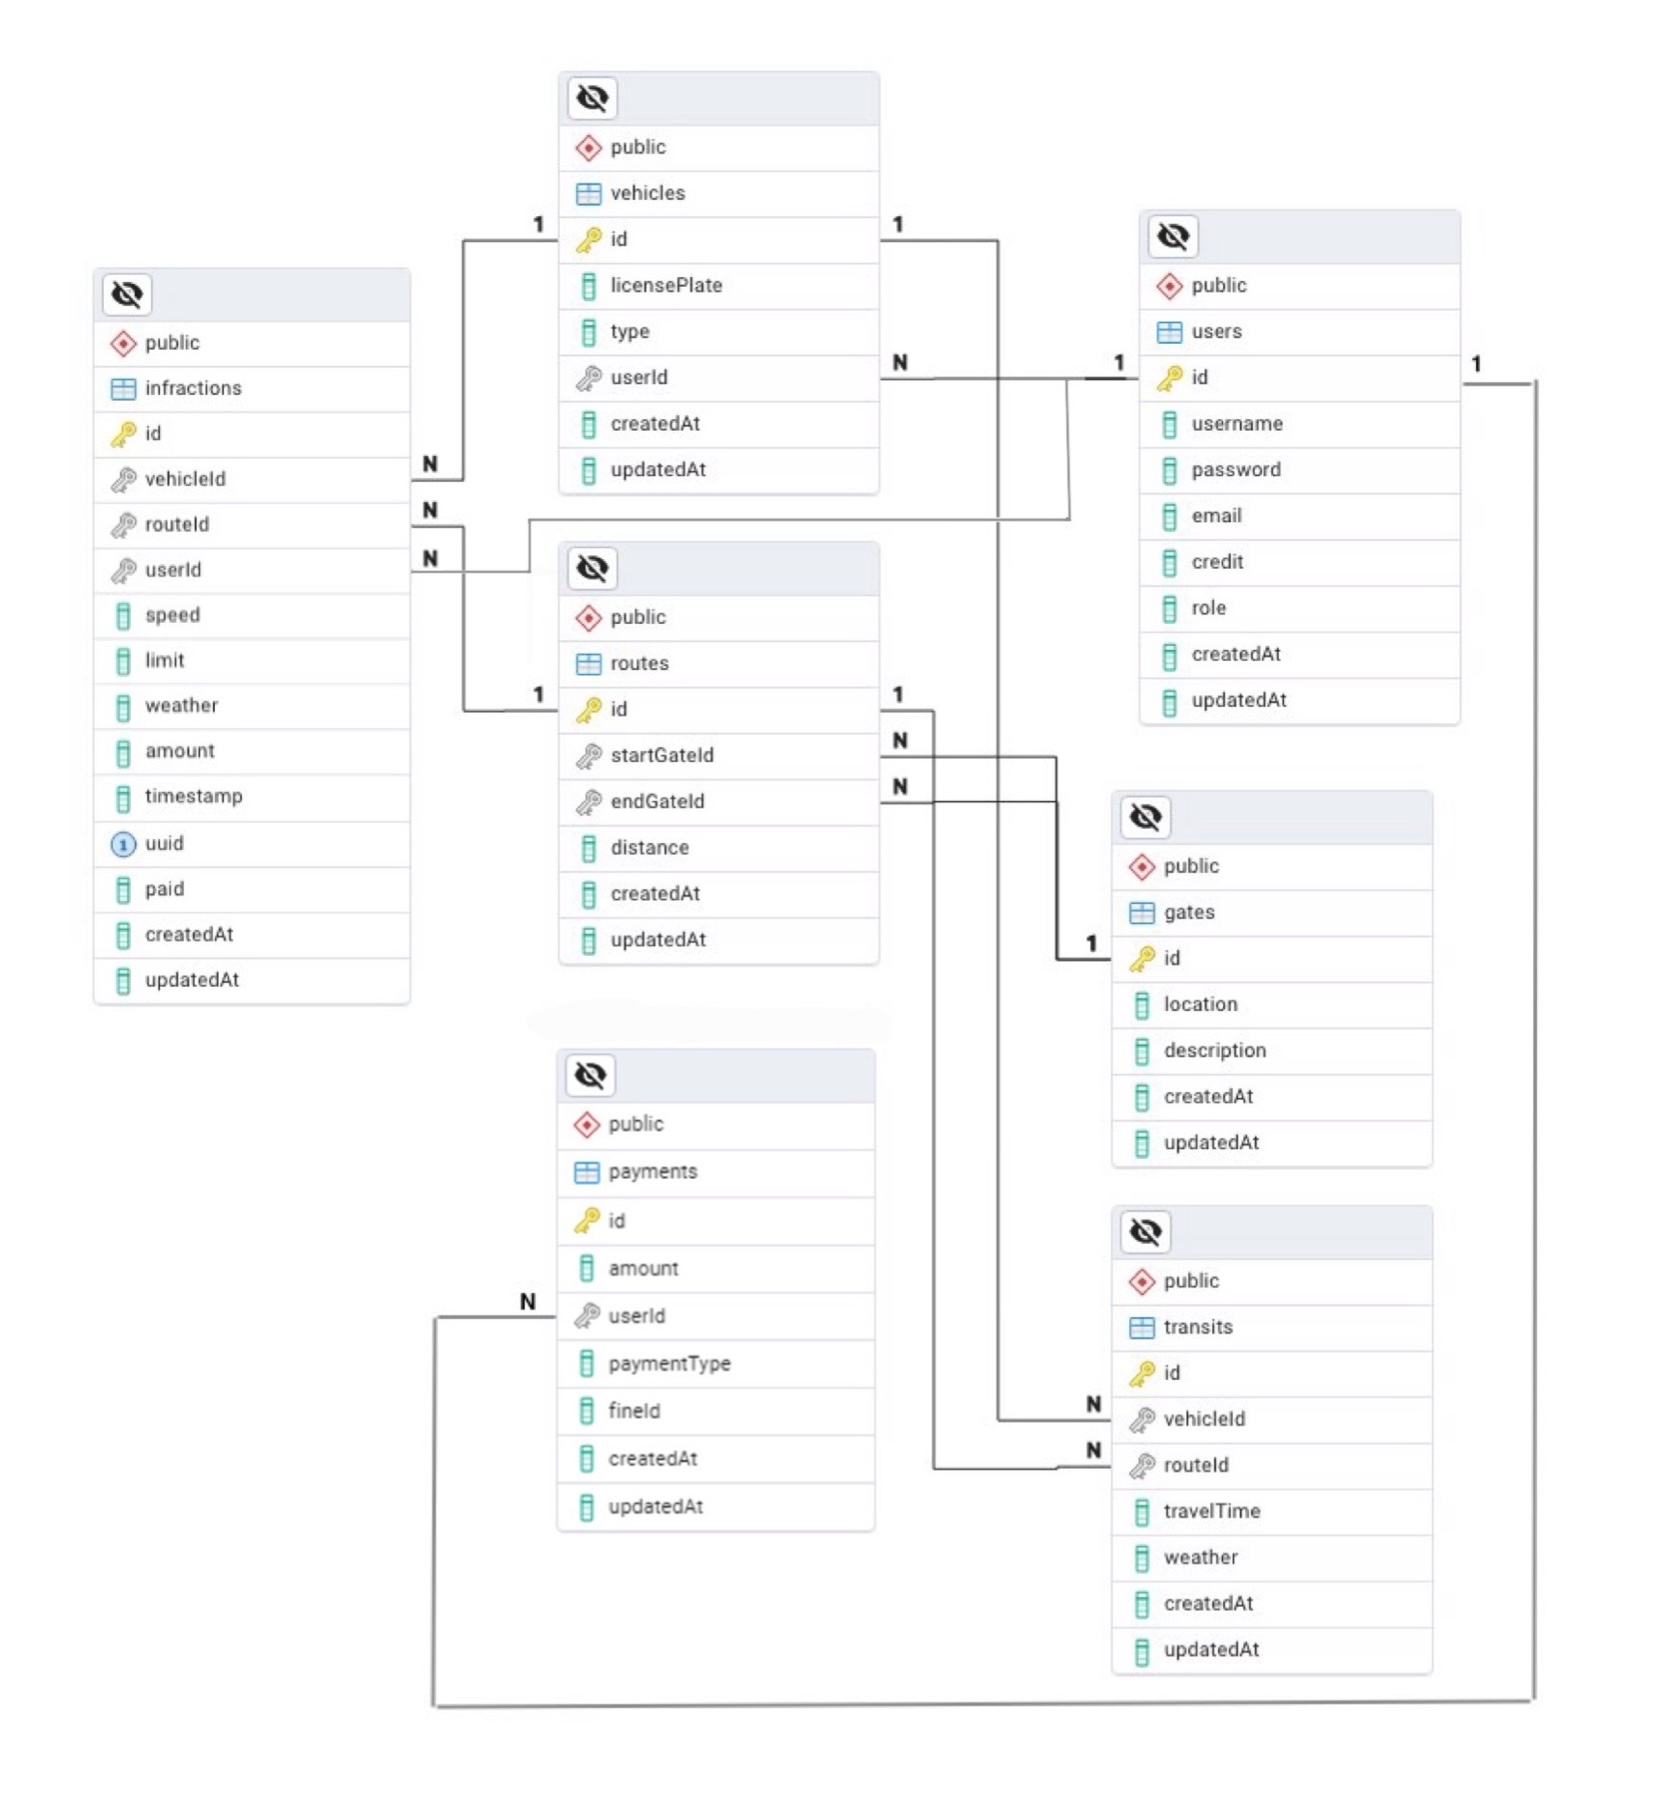 public
vehicles
1
id
1
licensePlate
type
N
userId
createdAt
updatedAt
public
users
1
id
1
username
password
email
credit
role
createdAt
updatedAt
public
infractions
id
N
vehicleId
N
routeId
N
userId
speed
limit
weather
amount
timestamp
1
uuid
paid
createdAt
updatedAt
public
routes
1
id
1
N
startGateId
N
endGateId
distance
createdAt
updatedAt
public
gates
1
id
location
description
createdAt
updatedAt
public
payments
id
amount
N
userId
paymentType
fineId
createdAt
updatedAt
public
transits
id
N
vehicleId
N
routeId
travelTime
weather
createdAt
updatedAt